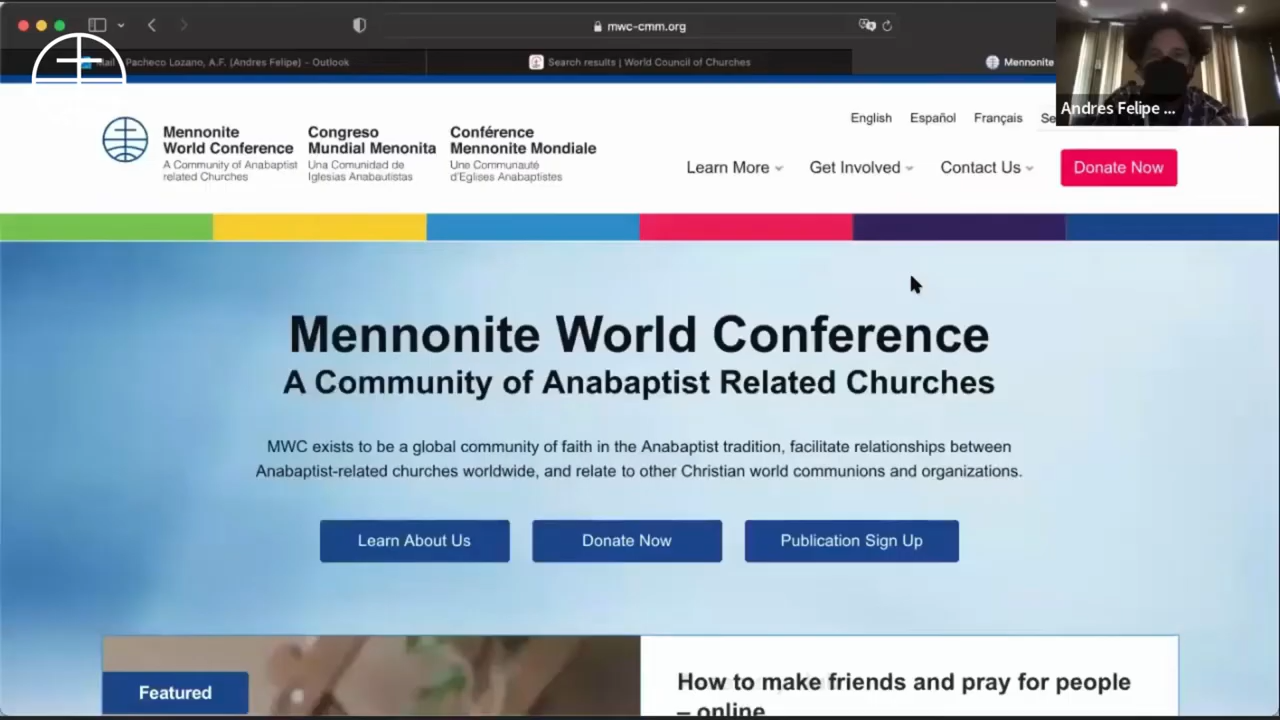 mwc-cmm.org
Pacheco Lozano, A.F. (Andres Felipe) – Outlook
Search results | World Council of Churches
Mennonite
Andres Felipe ...
English Español Français
Mennonite World Conference
A Community of Anabaptist related Churches
Congreso Mundial Menonita
Una Comunidad de Iglesias Anabautistas
Conférence Mennonite Mondiale
Une Communauté d'Eglises Anabaptistes
Learn More Get Involved Contact Us Donate Now
Mennonite World Conference
A Community of Anabaptist Related Churches
MWC exists to be a global community of faith in the Anabaptist tradition, facilitate relationships between
Anabaptist-related churches worldwide, and relate to other Christian world communions and organizations.
Learn About Us Donate Now Publication Sign Up
Featured
How to make friends and pray for people
– online